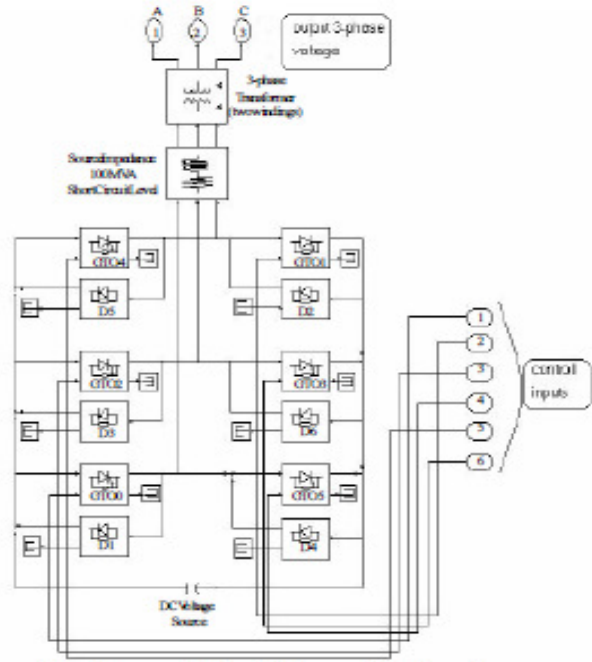 A B C
1 2 3
output 3-phase
voltage
3-phase
Transformer
(two windings)
Source Impedance
100MVA
Short Circuit Level
GTO4
GTO1
D5
D2
GTO2
GTO3
D3
D6
GTO0
GTO5
D1
D4
1
2
3
4
5
6
controll
inputs
DC Voltage
Source